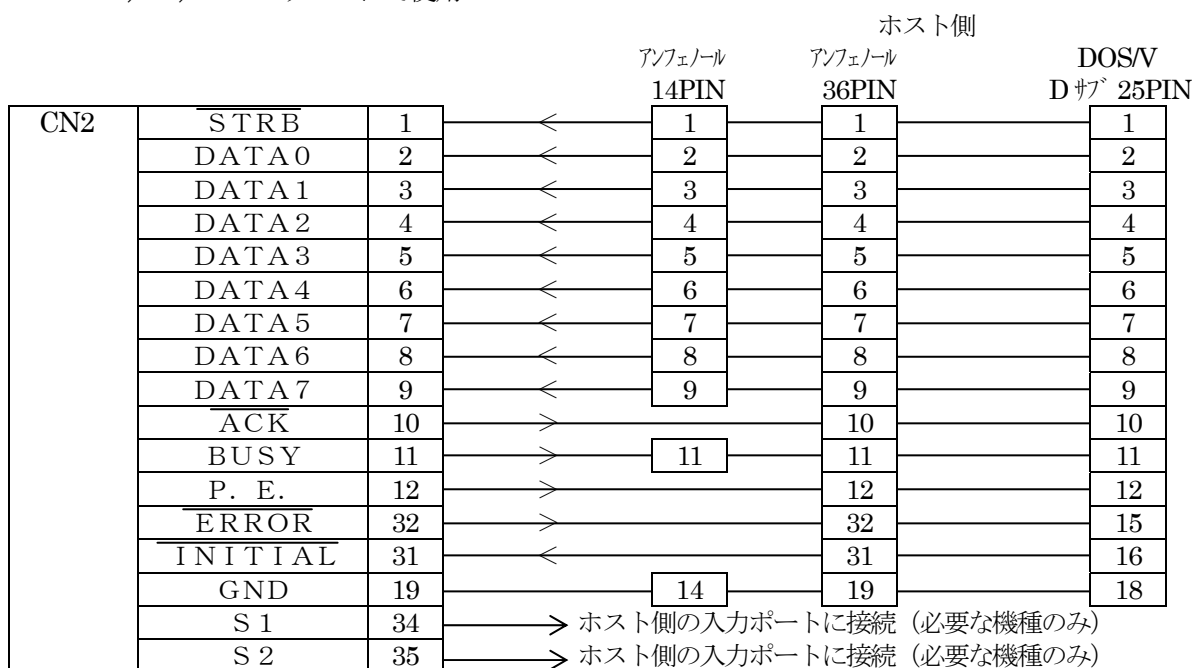 ホスト側
アンフェノール アンフェノール DOS/V
14PIN 36PIN Dサブ 25PIN
CN2 STRB 1 1 1 1
DATA0 2 2 2 2
DATA1 3 3 3 3
DATA2 4 4 4 4
DATA3 5 5 5 5
DATA4 6 6 6 6
DATA5 7 7 7 7
DATA6 8 8 8 8
DATA7 9 9 9 9
ACK 10 10 10
BUSY 11 11 11 11
P. E. 12 12 12
ERROR 32 32 15
INITIAL 31 31 16
GND 19 14 19 18
S1 34 ホスト側の入力ポートに接続（必要な機種のみ）
S2 35 ホスト側の入力ポートに接続（必要な機種のみ）